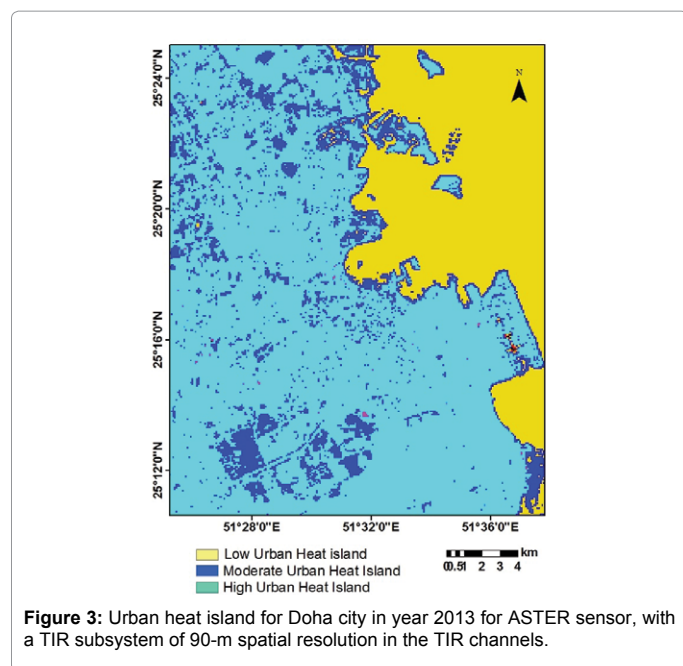 N
25°24'0"N
25°20'0"N
25°16'0"N
25°12'0"N
51°28'0"E
51°32'0"E
51°36'0"E
Low Urban Heat island
Moderate Urban Heat Island
High Urban Heat Island
km
0 0.5 1 2 3 4
Figure 3: Urban heat island for Doha city in year 2013 for ASTER sensor, with
a TIR subsystem of 90-m spatial resolution in the TIR channels.